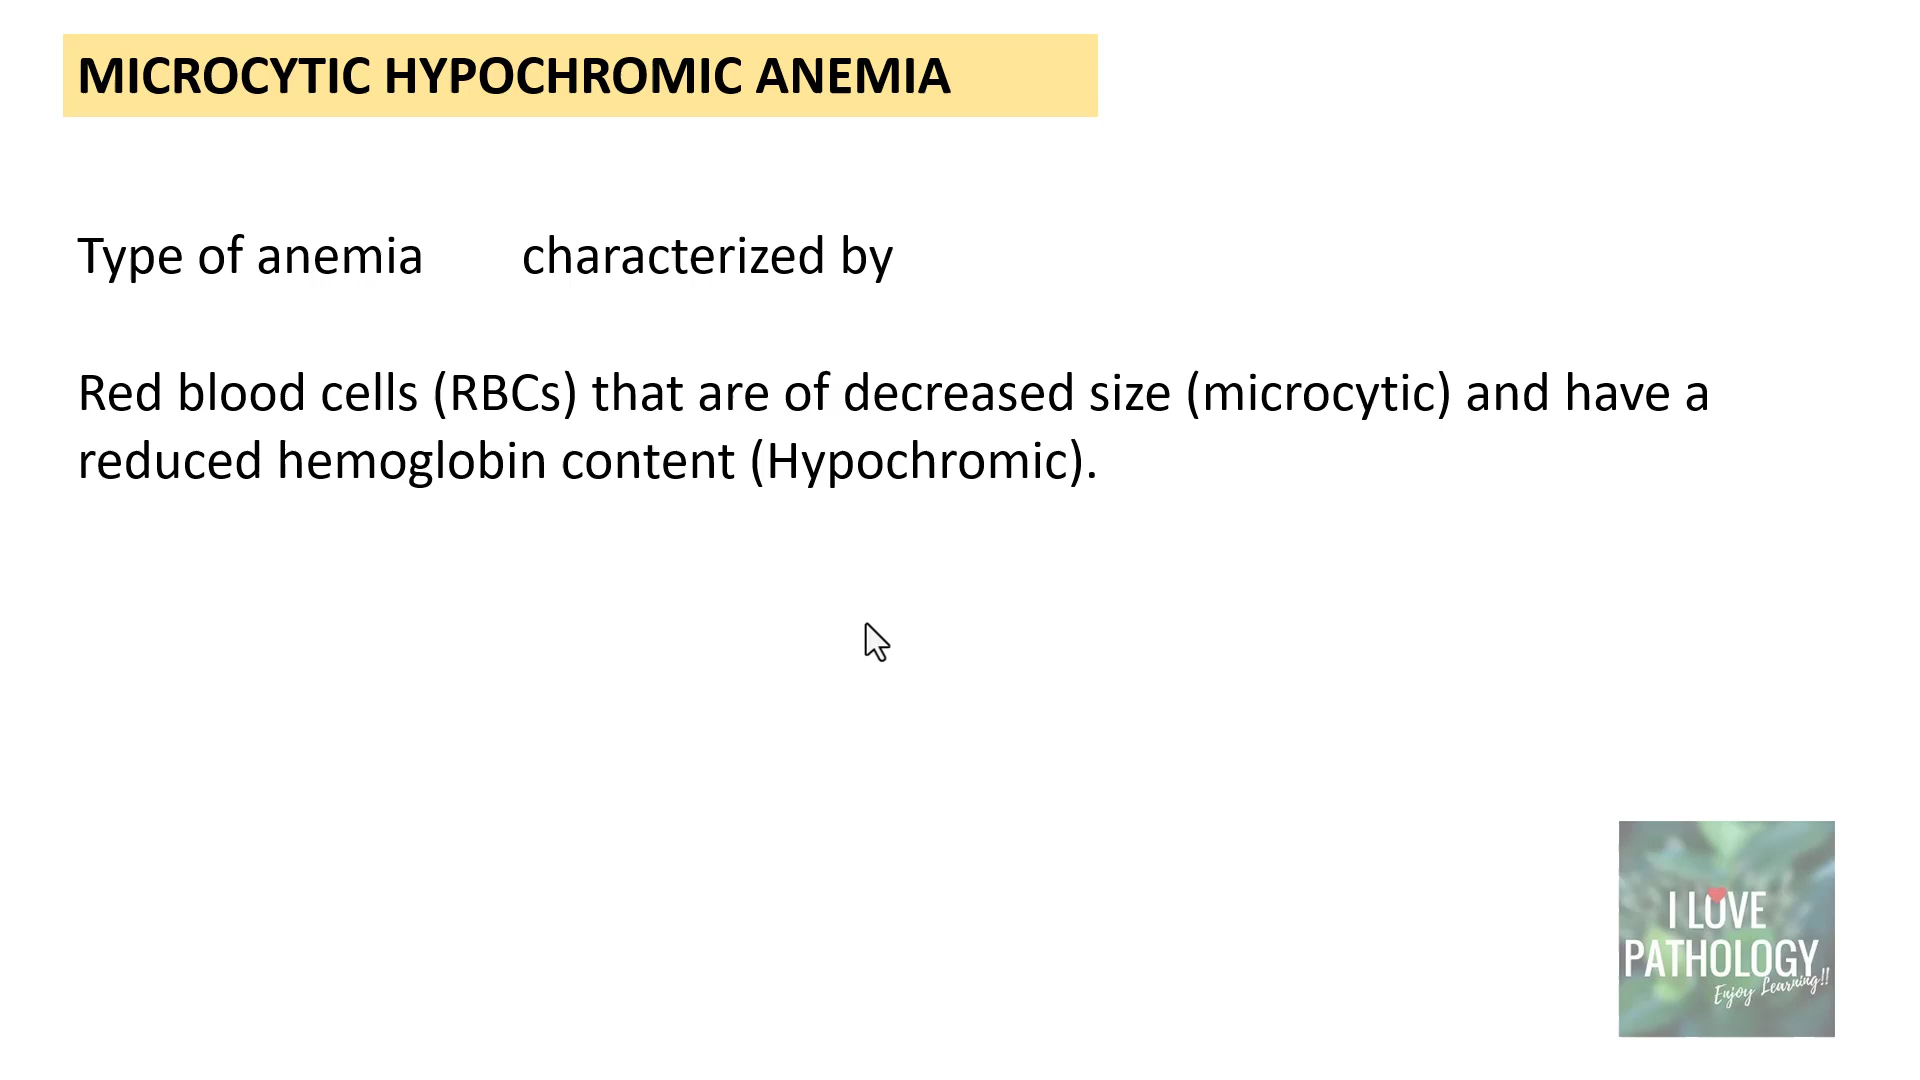 MICROCYTIC HYPOCHROMIC ANEMIA
Type of anemia characterized by
Red blood cells (RBCs) that are of decreased size (microcytic) and have a
reduced hemoglobin content (Hypochromic).
I LOVE
PATHOLOGY
Enjoy Learning!!